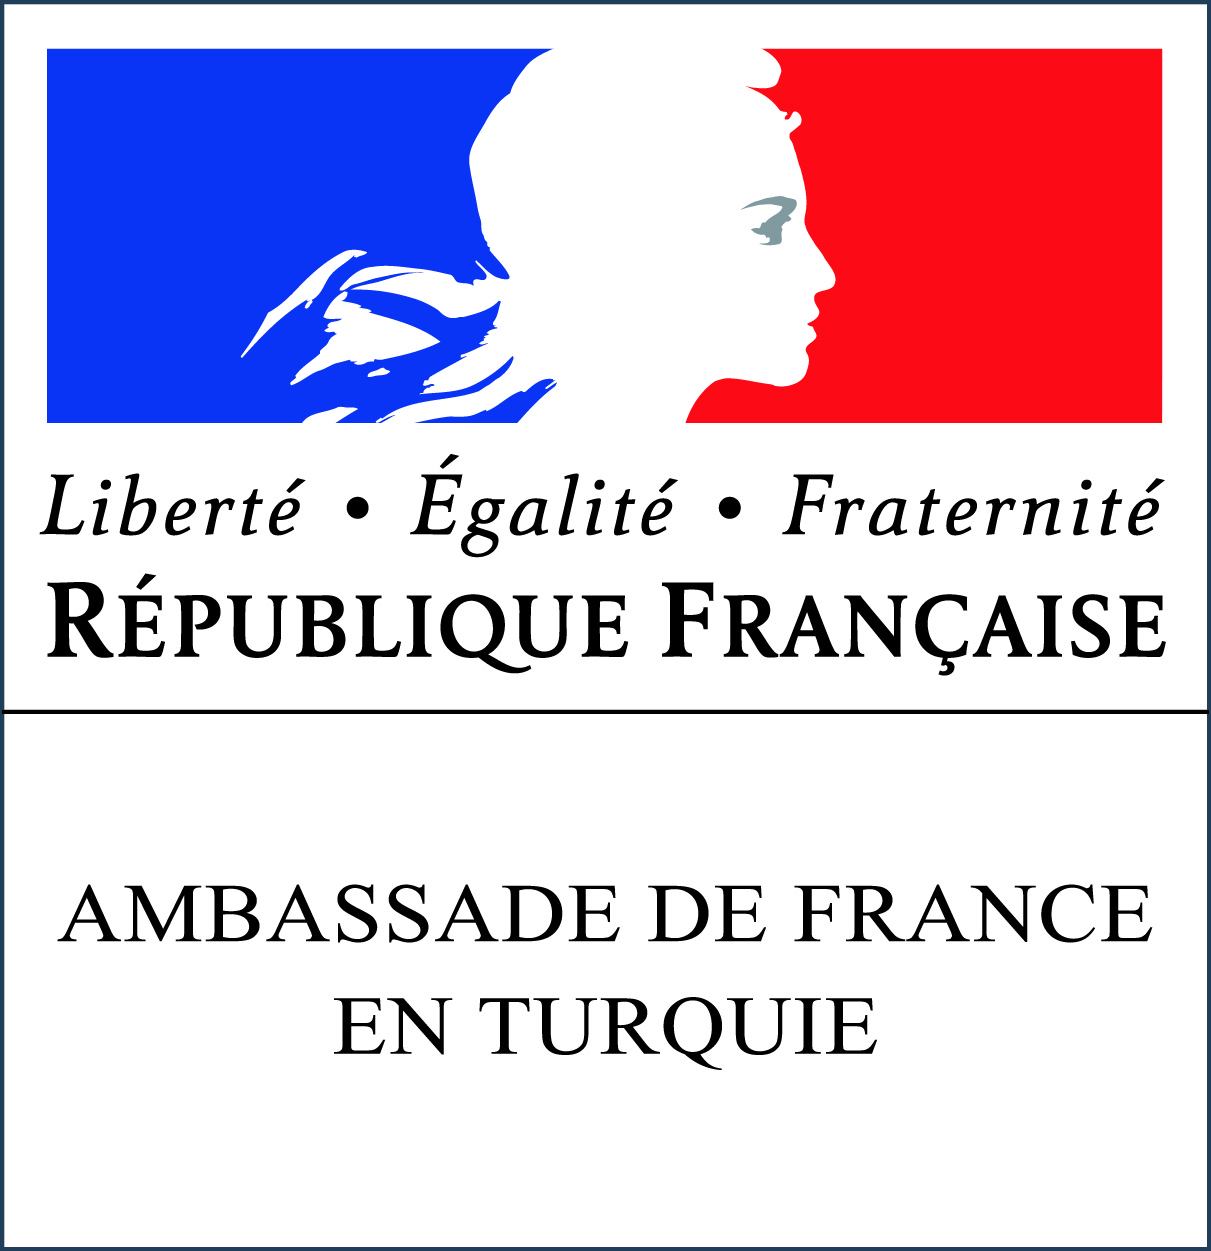 Liberté • Égalité • Fraternité
RÉPUBLIQUE FRANÇAISE
AMBASSADE DE FRANCE
EN TURQUIE